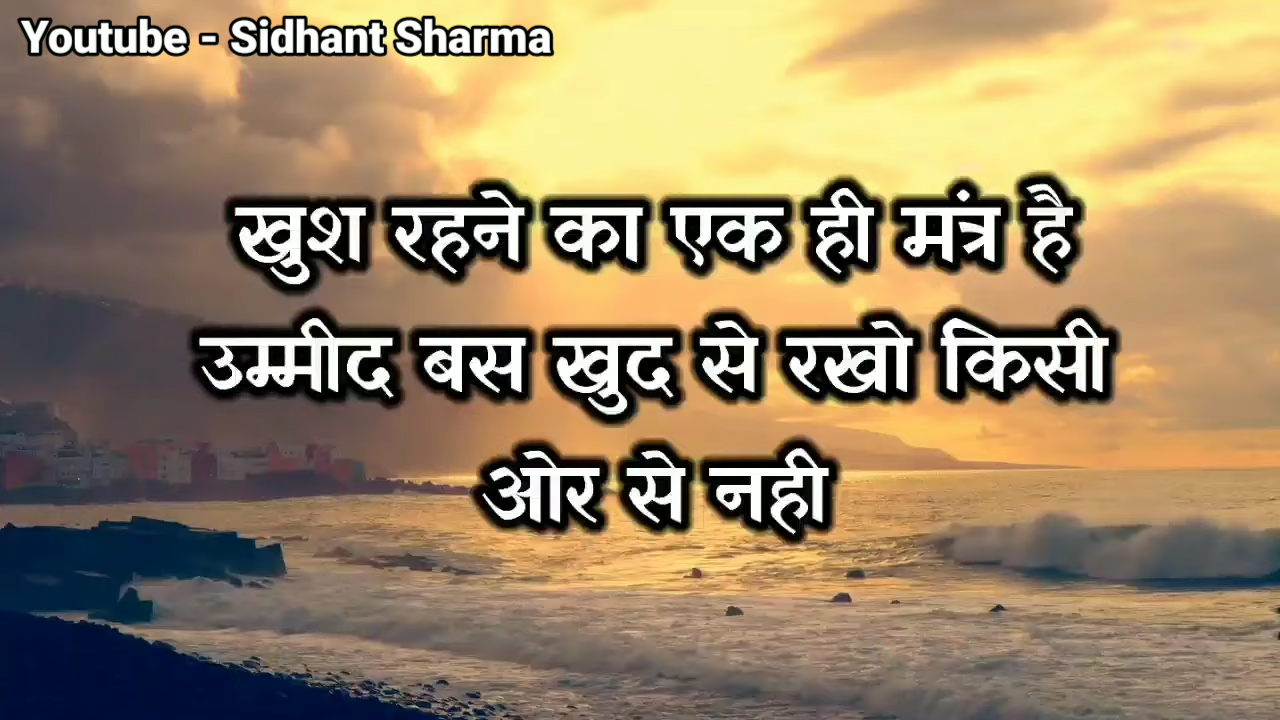 Youtube - Sidhant Sharma
खुश रहने का एक ही मंत्र है
उम्मीद बस खुद से रखो किसी
ओर से नही